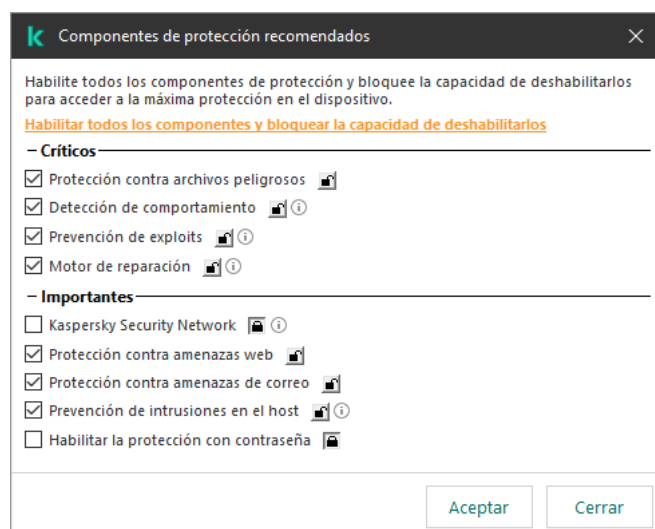 Componentes de protección recomendados
Habilite todos los componentes de protección y bloquee la capacidad de deshabilitarlos
para acceder a la máxima protección en el dispositivo.
Habilitar todos los componentes y bloquear la capacidad de deshabilitarlos
Críticos
Protección contra archivos peligrosos
Detección de comportamiento
Prevención de exploits
Motor de reparación
Importantes
Kaspersky Security Network
Protección contra amenazas web
Protección contra amenazas de correo
Prevención de intrusiones en el host
Habilitar la protección con contraseña
Aceptar Cerrar